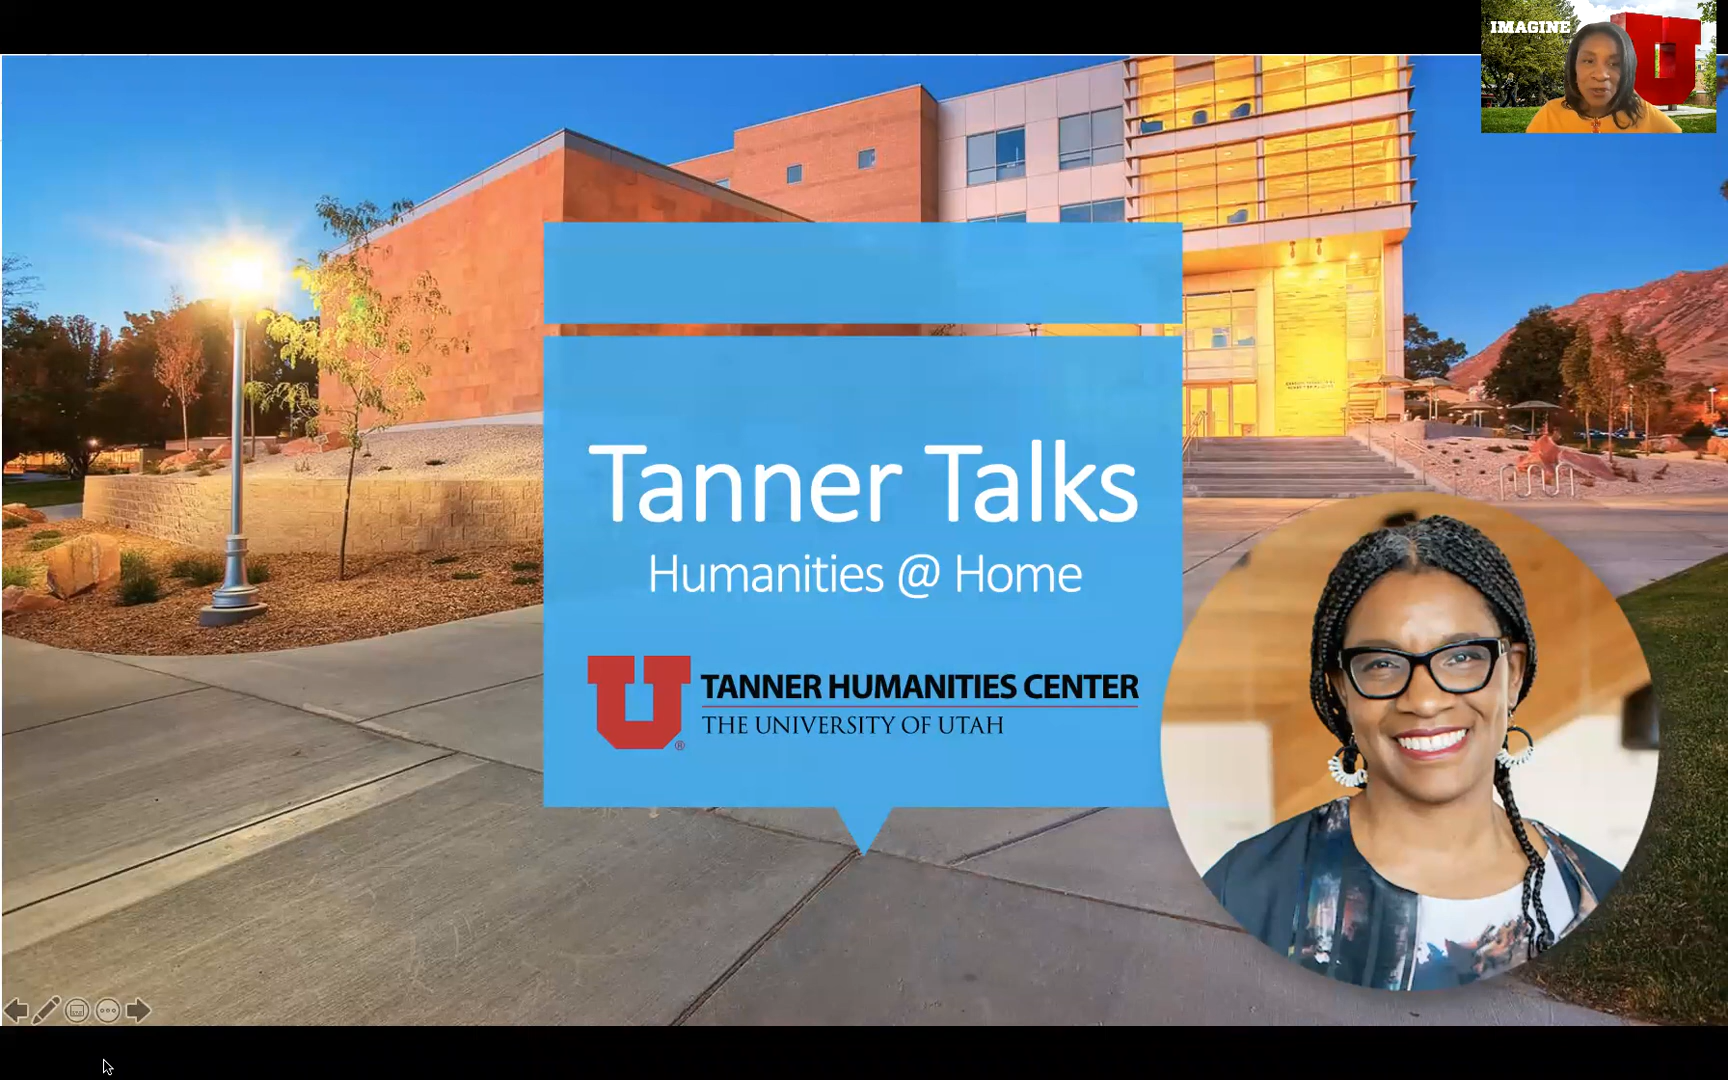 IMAGINE
U
Tanner Talks
Humanities @ Home
U®
TANNER HUMANITIES CENTER
THE UNIVERSITY OF UTAH